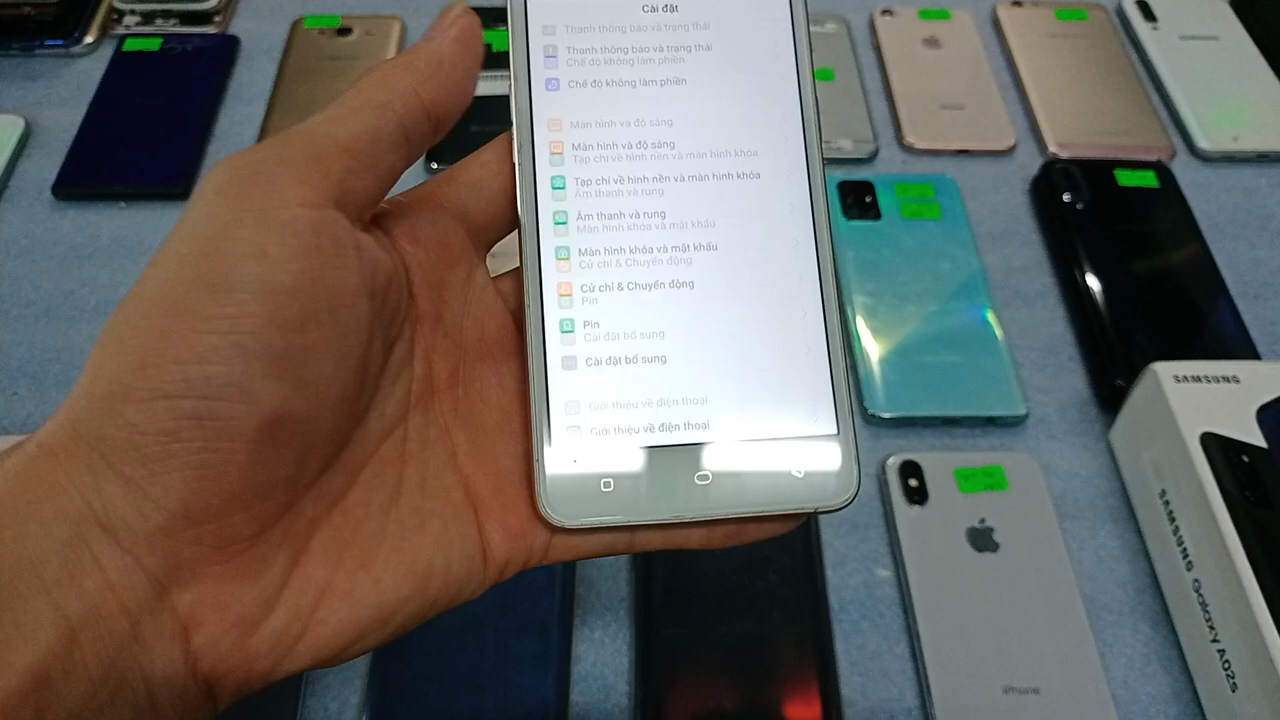 Cài đặt
Thanh thông báo và trạng thái
Thanh thông báo và trạng thái
Chế độ không làm phiền
Chế độ không làm phiền
Màn hình và độ sáng
Màn hình và độ sáng
Tạp chí về hình nền và màn hình khóa
Tạp chí về hình nền và màn hình khóa
Âm thanh và rung
Âm thanh và rung
Màn hình khóa và mật khẩu
Màn hình khóa và mật khẩu
Cử chỉ & Chuyển động
Cử chỉ & Chuyển động
Pin
Pin
Cài đặt bổ sung
Cài đặt bổ sung
Giới thiệu về điện thoại
Giới thiệu về điện thoại
SAMSUNG
SAMSUNG Galaxy A02s
iPhone